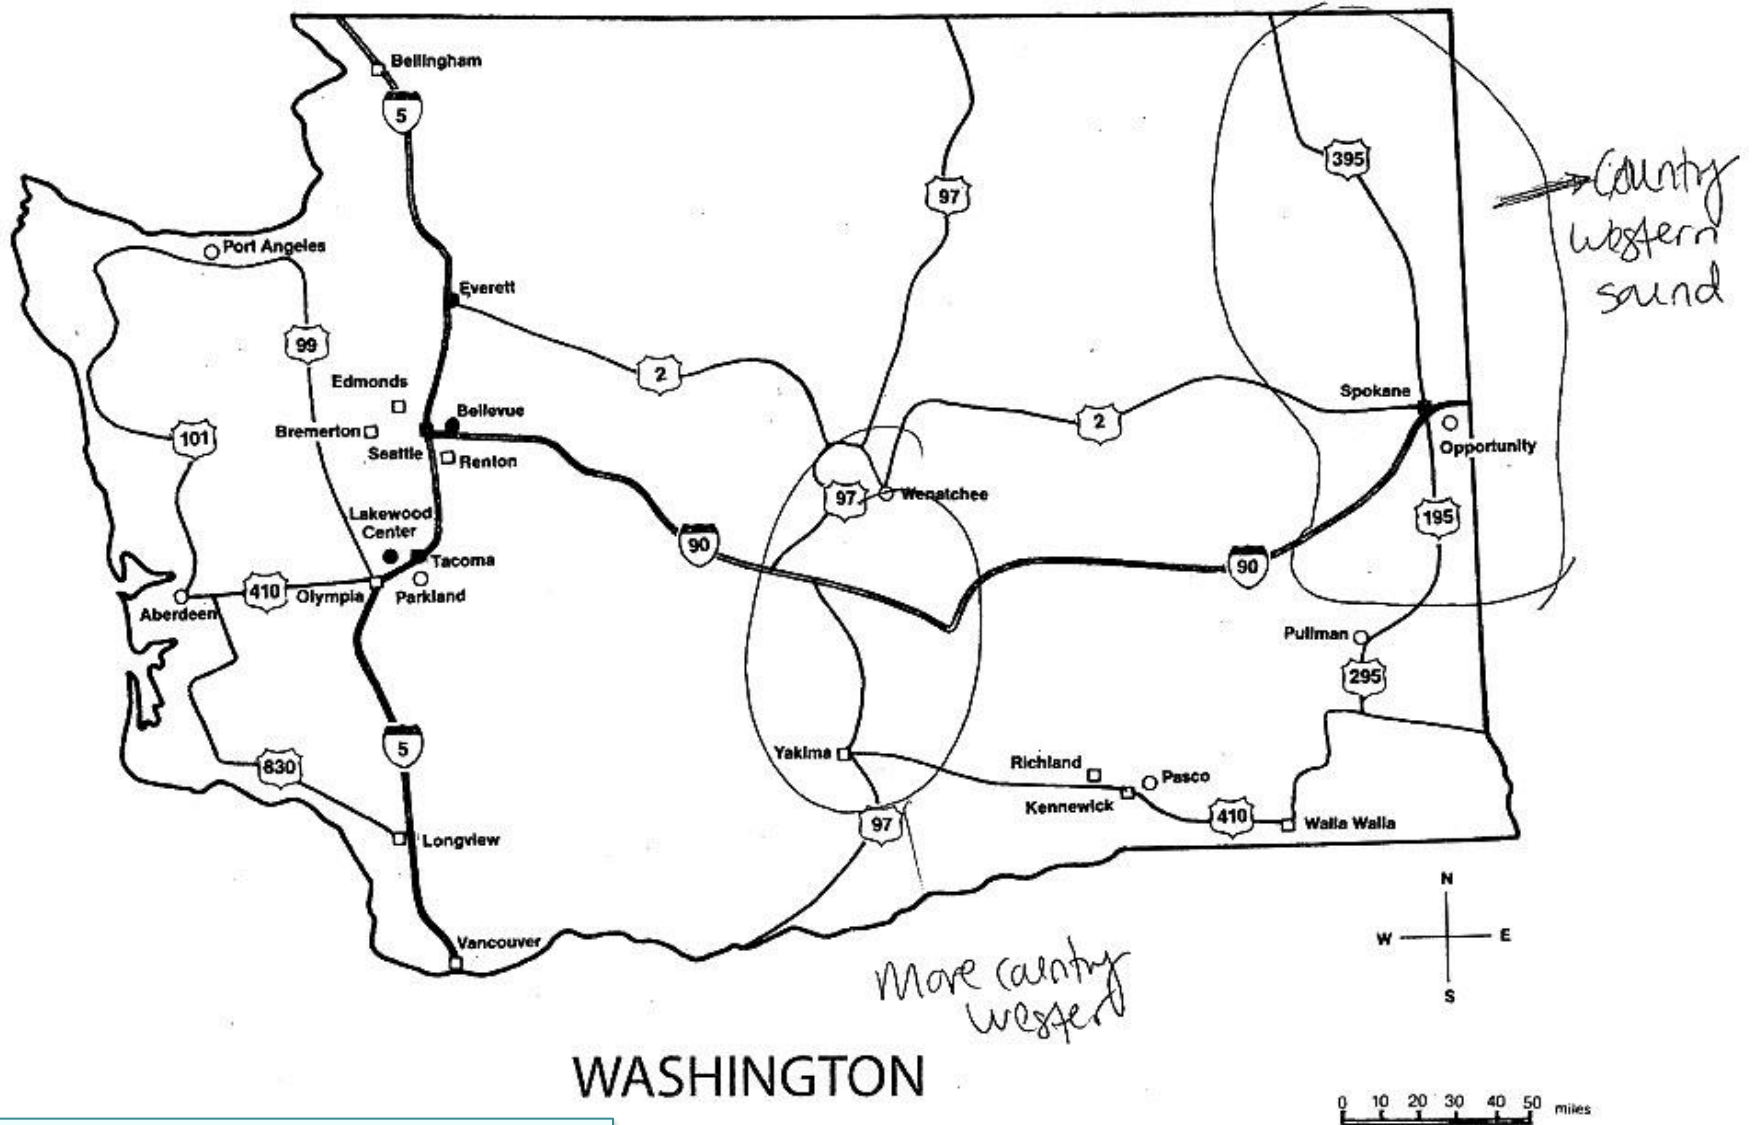 Bellingham
5
395
country
western
sound
97
Port Angeles
Everett
99
2
Edmonds
Spokane
Bellevue
2
101
Bremerton
Seattle
Renton
Opportunity
97
Wenatchee
Lakewood
Center
195
90
90
Tacoma
410
Olympia
Parkland
Aberdeen
Pullman
295
5
Yakima
830
Richland
Pasco
Kennewick
97
410
Walla Walla
Longview
N
W
E
S
Vancouver
More country
western
WASHINGTON
0 10 20 30 40 50 miles